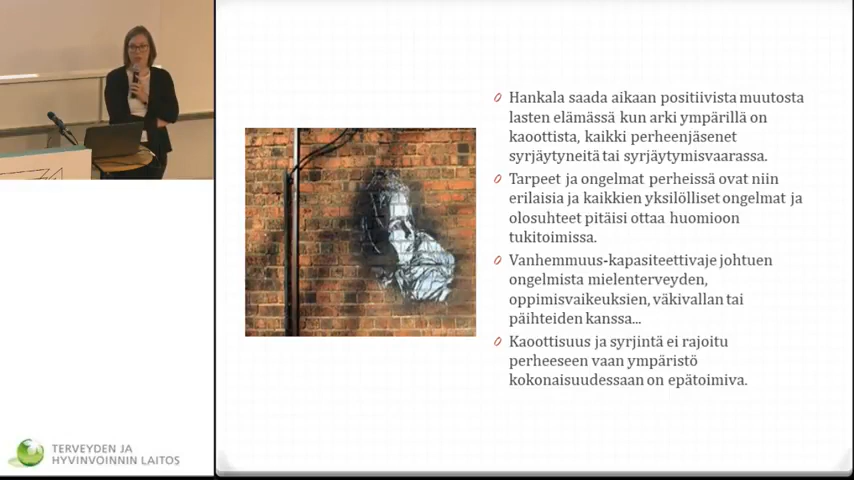 Hankala saada aikaan positiivista muutosta
lasten elämässä kun arki ympärillä on
kaoottista, kaikki perheenjäsenet
syrjäytyneitä tai syrjäytymisvaarassa.
Tarpeet ja ongelmat perheissä ovat niin
erilaisia ja kaikkien yksilölliset ongelmat ja
olosuhteet pitäisi ottaa huomioon
tukitoimissa.
Vanhemmuus-kapasiteettivaje johtuen
ongelmista mielenterveyden,
oppimisvaikeuksien, väkivallan tai
päihteiden kanssa...
Kaoottisuus ja syrjintä ei rajoitu
perheeseen vaan ympäristö
kokonaisuudessaan on epätoimiva.
TERVEYDEN JA
HYVINVOINNIN LAITOS